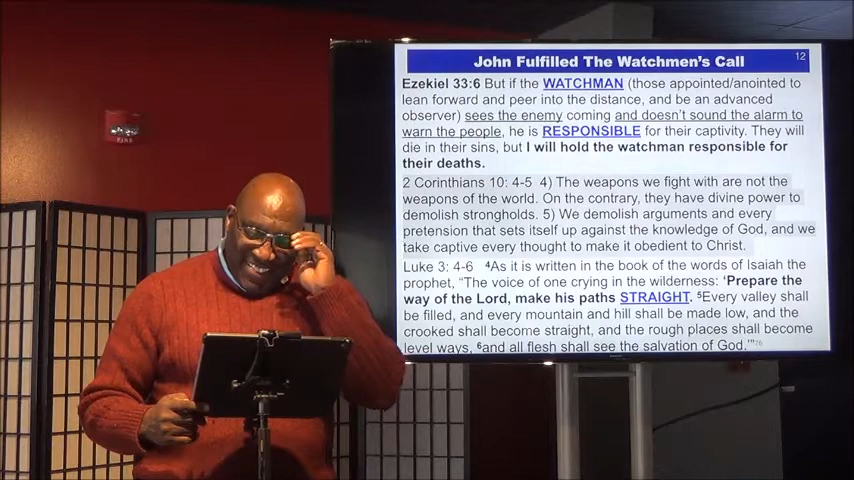 John Fulfilled The Watchmen's Call
12
Ezekiel 33:6 But if the WATCHMAN (those appointed/anointed to
lean forward and peer into the distance, and be an advanced
observer) sees the enemy coming and doesn't sound the alarm to
warn the people, he is RESPONSIBLE for their captivity. They will
die in their sins, but I will hold the watchman responsible for
their deaths.
2 Corinthians 10: 4-5 4) The weapons we fight with are not the
weapons of the world. On the contrary, they have divine power to
demolish strongholds. 5) We demolish arguments and every
pretension that sets itself up against the knowledge of God, and we
take captive every thought to make it obedient to Christ.
Luke 3: 4-6 4As it is written in the book of the words of Isaiah the
prophet, “The voice of one crying in the wilderness: ‘Prepare the
way of the Lord, make his paths STRAIGHT. 5Every valley shall
be filled, and every mountain and hill shall be made low, and the
crooked shall become straight, and the rough places shall become
level ways, 6and all flesh shall see the salvation of God.’”76
FIRE